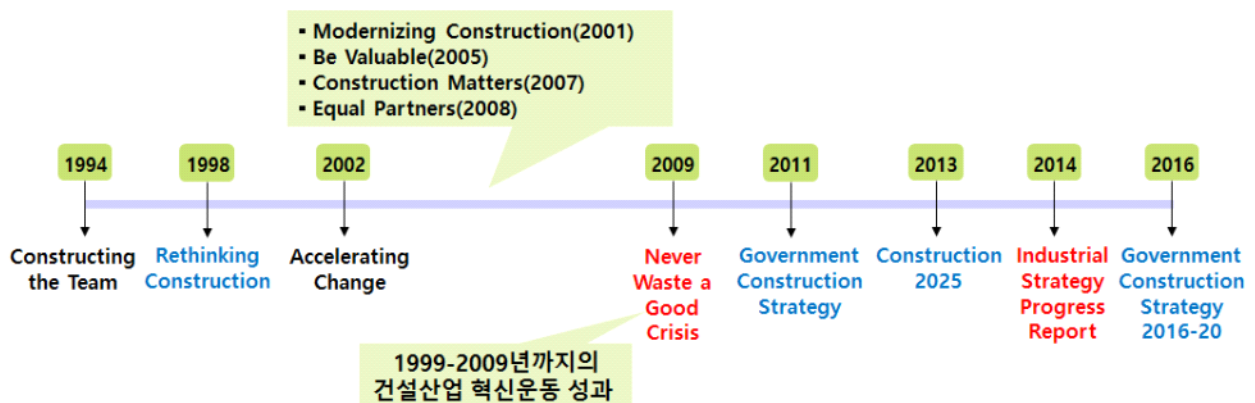 ▪ Modernizing Construction(2001)
▪ Be Valuable(2005)
▪ Construction Matters(2007)
▪ Equal Partners(2008)
1994
1998
2002
2009
2011
2013
2014
2016
Constructing
the Team
Rethinking
Construction
Accelerating
Change
Never
Waste a
Good
Crisis
Government
Construction
Strategy
Construction
2025
Industrial
Strategy
Progress
Report
Government
Construction
Strategy
2016-20
1999-2009년까지의
건설산업 혁신운동 성과